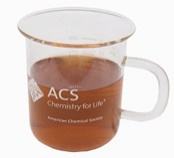 ACS
Chemistry for Life®
American Chemical Society